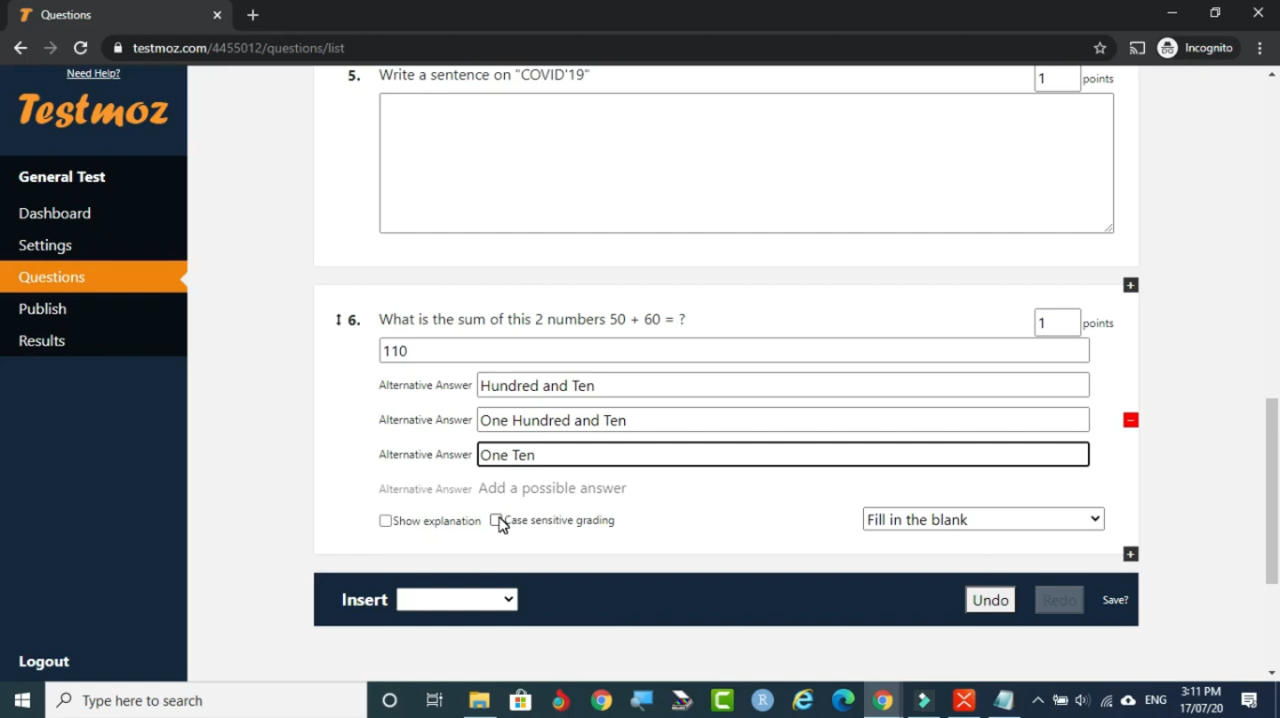 Questions
testmoz.com/4455012/questions/list
Incognito
Need Help?
Testmoz
General Test
Dashboard
Settings
Questions
Publish
Results
Logout
5. Write a sentence on "COVID'19"
1 points
6. What is the sum of this 2 numbers 50 + 60 = ?
1 points
110
Alternative Answer Hundred and Ten
Alternative Answer One Hundred and Ten
Alternative Answer One Ten
Alternative Answer Add a possible answer
Show explanation Case sensitive grading Fill in the blank
Insert Undo Redo Save?
Type here to search
ENG
3:11 PM
17/07/20